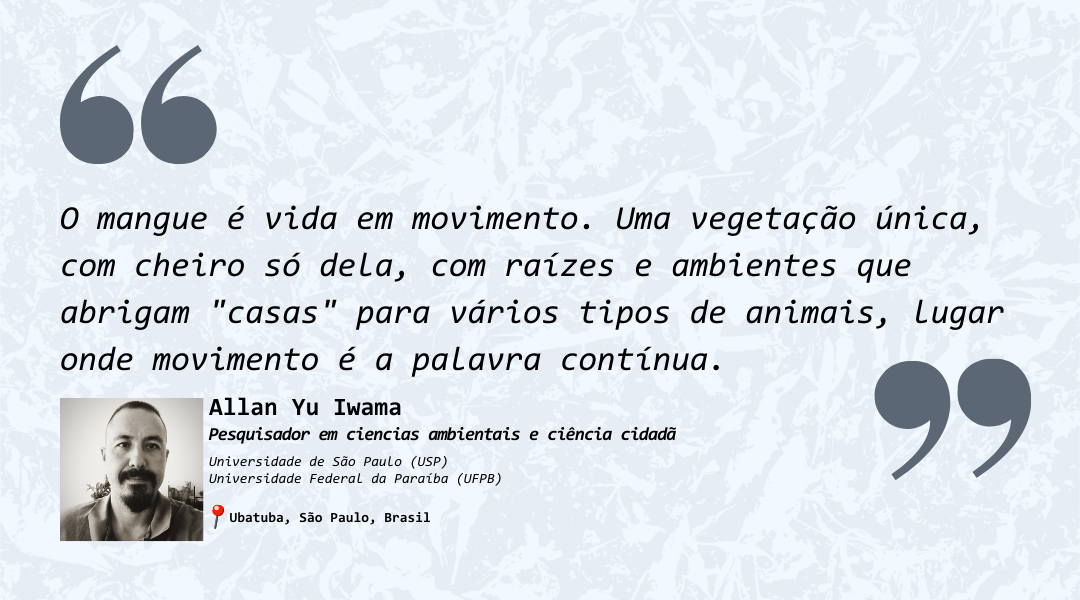 O mangue é vida em movimento. Uma vegetação única,
com cheiro só dela, com raízes e ambientes que
abrigam "casas" para vários tipos de animais, lugar
onde movimento é a palavra contínua.
Allan Yu Iwama
Pesquisador em ciencias ambientais e ciência cidadã
Universidade de São Paulo (USP)
Universidade Federal da Paraíba (UFPB)
Ubatuba, São Paulo, Brasil